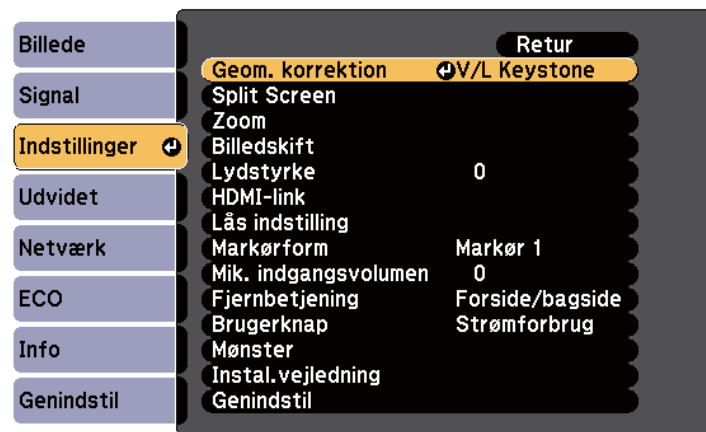 Billede
Signal
Indstillinger
Udvidet
Netværk
ECO
Info
Genindstil
Retur
Geom. korrektion V/L Keystone
Split Screen
Zoom
Billedskift
Lydstyrke 0
HDMI-link
Lås indstilling
Markørform Markør 1
Mik. indgangsvolumen 0
Fjernbetjening Forside/bagside
Brugerknap Strømforbrug
Mønster
Instal.vejledning
Genindstil